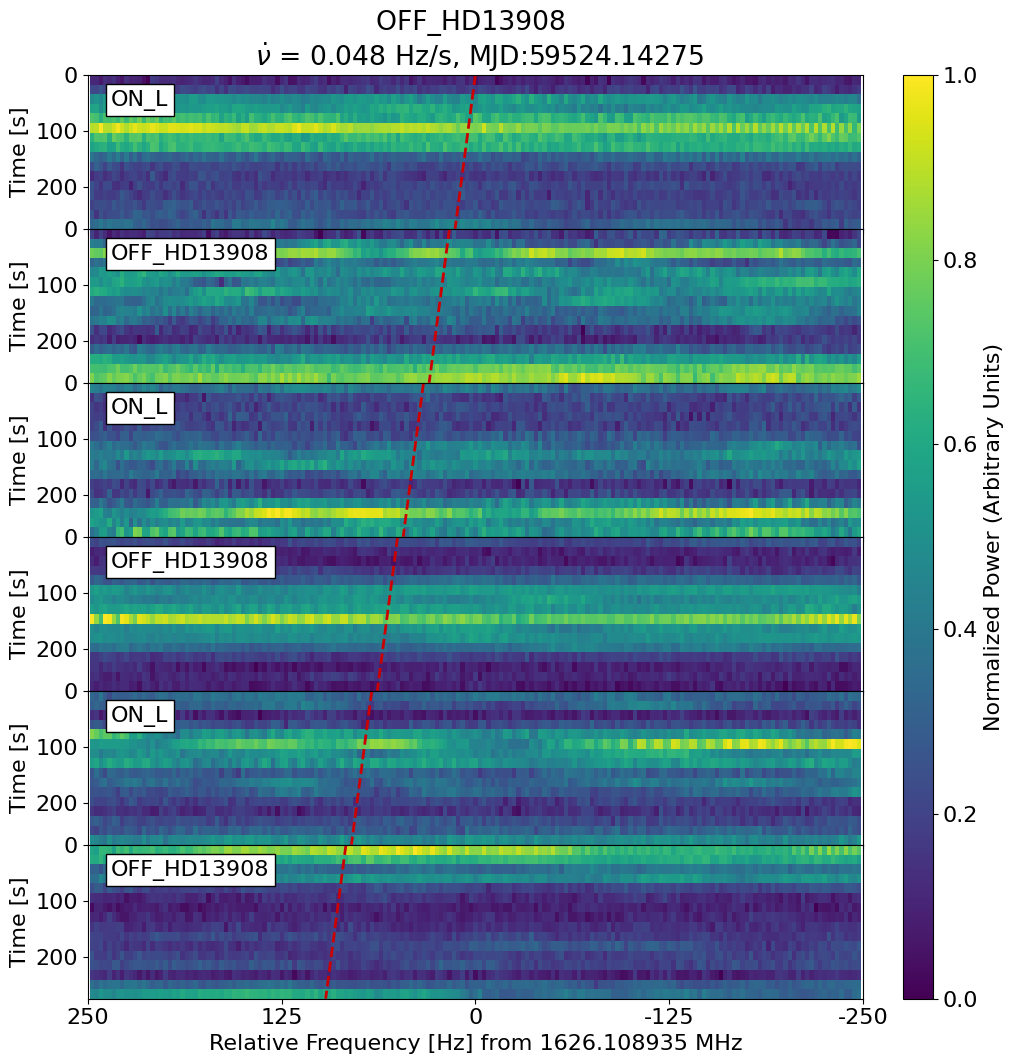 OFF_HD13908
ν̇ = 0.048 Hz/s, MJD:59524.14275
0
ON_L
100
200
Time [s]
0
OFF_HD13908
100
200
Time [s]
0
ON_L
100
200
Time [s]
0
OFF_HD13908
100
200
Time [s]
0
ON_L
100
200
Time [s]
0
OFF_HD13908
100
200
Time [s]
250 125 0 -125 -250
Relative Frequency [Hz] from 1626.108935 MHz
1.0
0.8
0.6
0.4
0.2
0.0
Normalized Power (Arbitrary Units)